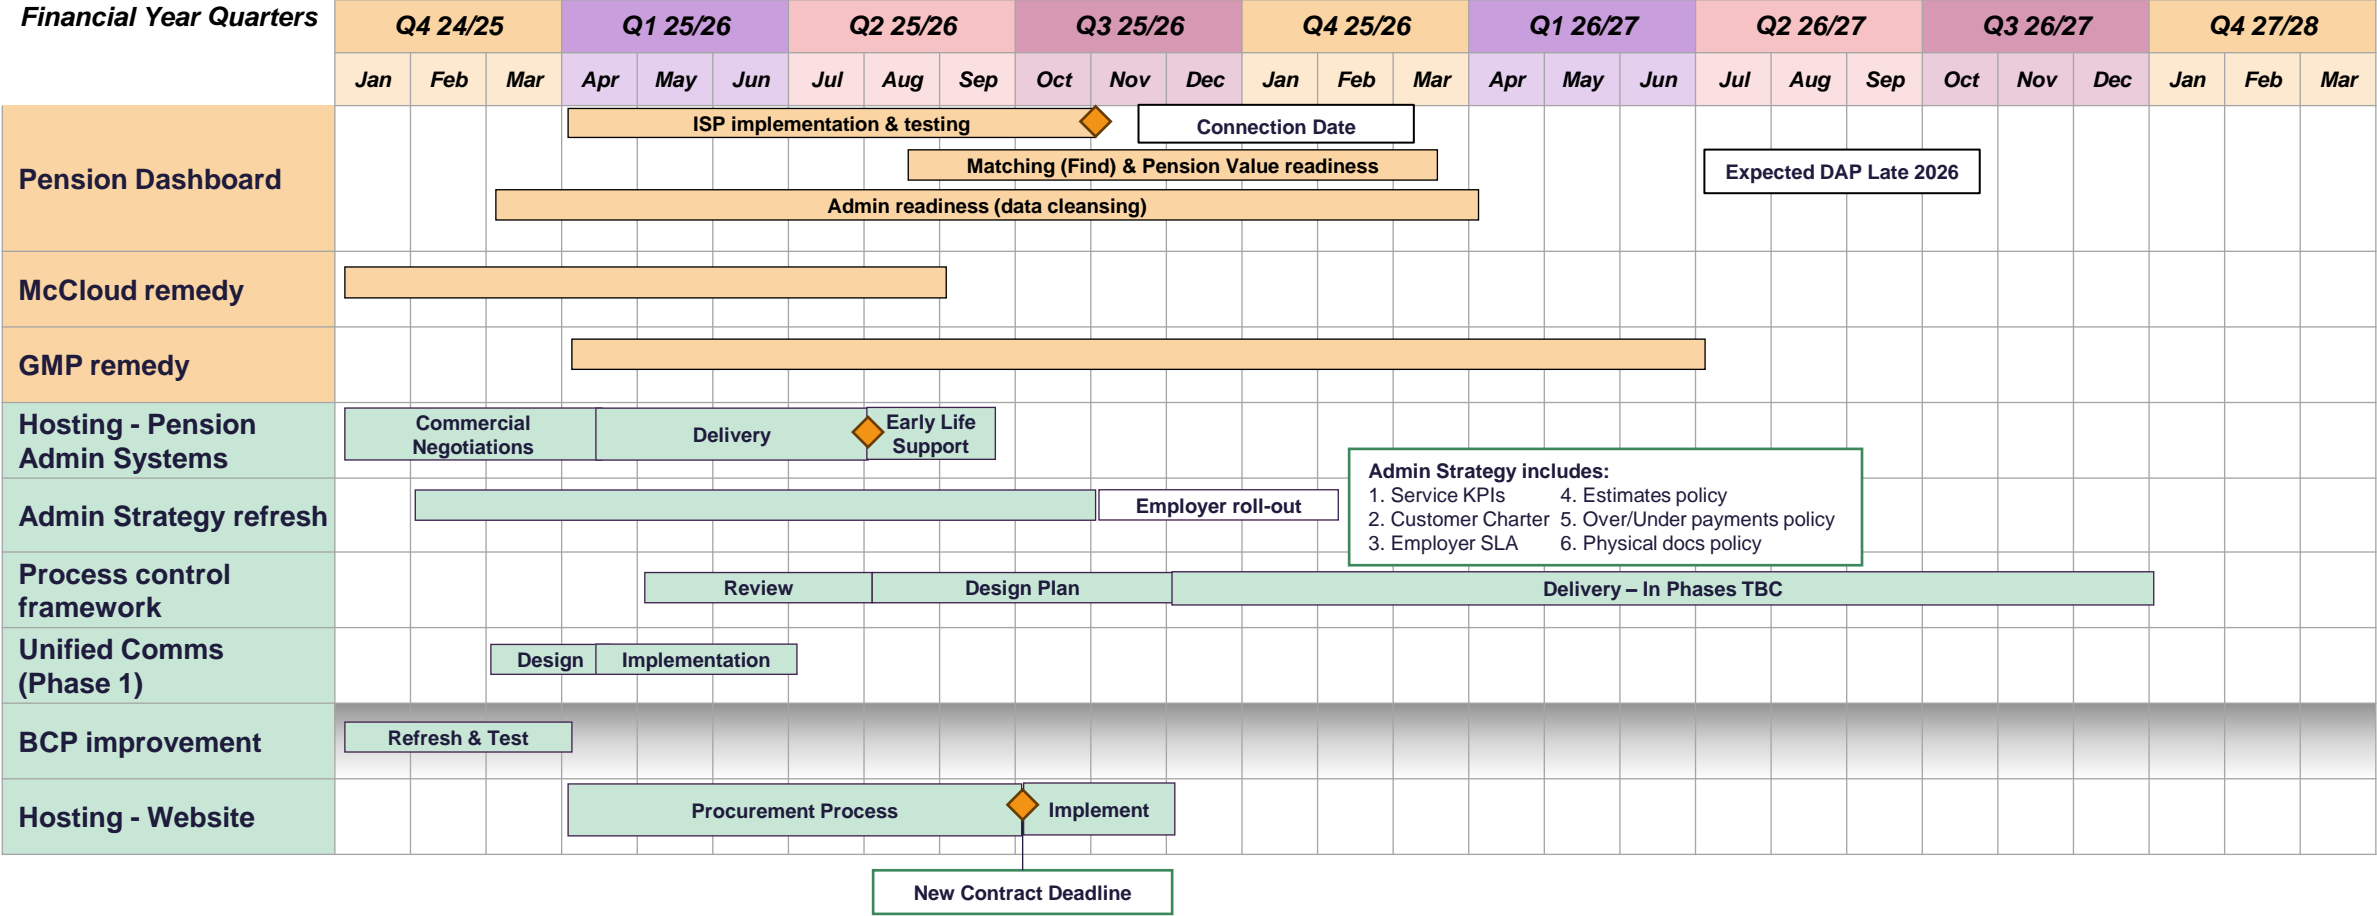 Financial Year Quarters
Q4 24/25 Q1 25/26 Q2 25/26 Q3 25/26 Q4 25/26 Q1 26/27 Q2 26/27 Q3 26/27 Q4 27/28
Jan Feb Mar Apr May Jun Jul Aug Sep Oct Nov Dec Jan Feb Mar Apr May Jun Jul Aug Sep Oct Nov Dec Jan Feb Mar
Pension Dashboard
ISP implementation & testing
Connection Date
Matching (Find) & Pension Value readiness
Expected DAP Late 2026
Admin readiness (data cleansing)
McCloud remedy
GMP remedy
Hosting - Pension
Admin Systems
Commercial
Negotiations
Delivery
Early Life
Support
Admin Strategy refresh
Employer roll-out
Admin Strategy includes:
1. Service KPIs 4. Estimates policy
2. Customer Charter 5. Over/Under payments policy
3. Employer SLA 6. Physical docs policy
Process control
framework
Review
Design Plan
Delivery – In Phases TBC
Unified Comms
(Phase 1)
Design
Implementation
BCP improvement
Refresh & Test
Hosting - Website
Procurement Process
Implement
New Contract Deadline